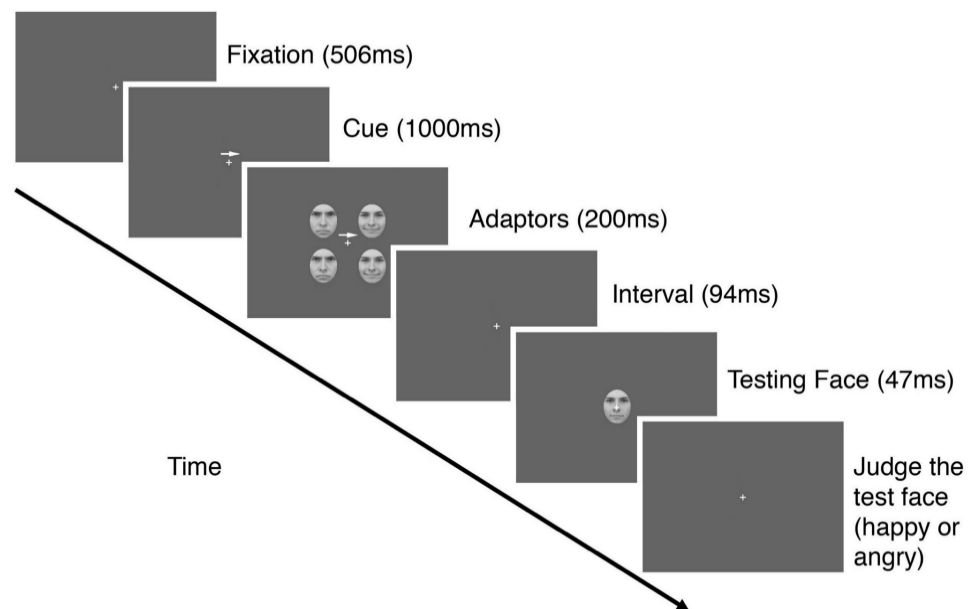 Fixation (506ms)
Cue (1000ms)
Adaptors (200ms)
Interval (94ms)
Testing Face (47ms)
Time
Judge the
test face
(happy or
angry)